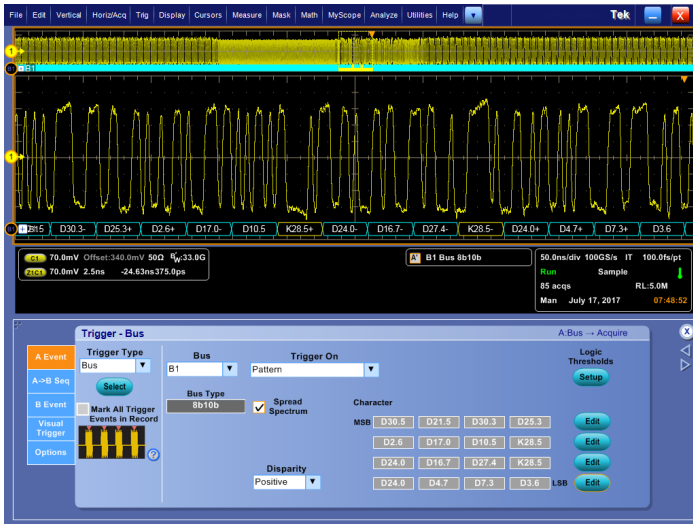 File Edit Vertical Horiz/Acq Trig Display Cursors Measure Mask Math MyScope Analyze Utilities Help Tek X
1
B1 B1
1
B1 D30.3- D25.3+ D2.6+ D17.0- D10.5 K28.5+ D24.0- D16.7- D27.4- K28.5- D24.0+ D4.7+ D7.3+ D3.6
C1 70.0mV Offset:340.0mV 50Ω BW:33.0G
Z1C1 70.0mV 2.5ns -24.63ns 375.0ps
A' B1 Bus 8b10b
50.0ns/div 100GS/s IT 100.0fs/pt
Run Sample
85 acqs RL:5.0M
Man July 17, 2017 07:48:52
Trigger - Bus A:Bus → Acquire X
A Event
A->B Seq
B Event
Visual
Trigger
Options
Trigger Type
Bus
Select
Mark All Trigger
Events in Record
?
Bus
B1
Trigger On
Pattern
Bus Type
8b10b
Spread
Spectrum
Disparity
Positive
Logic
Thresholds
Setup
Character
MSB D30.5 D21.5 D30.3 D25.3 Edit
D2.6 D17.0 D10.5 K28.5 Edit
D24.0 D16.7 D27.4 K28.5 Edit
D24.0 D4.7 D7.3 D3.6 LSB Edit